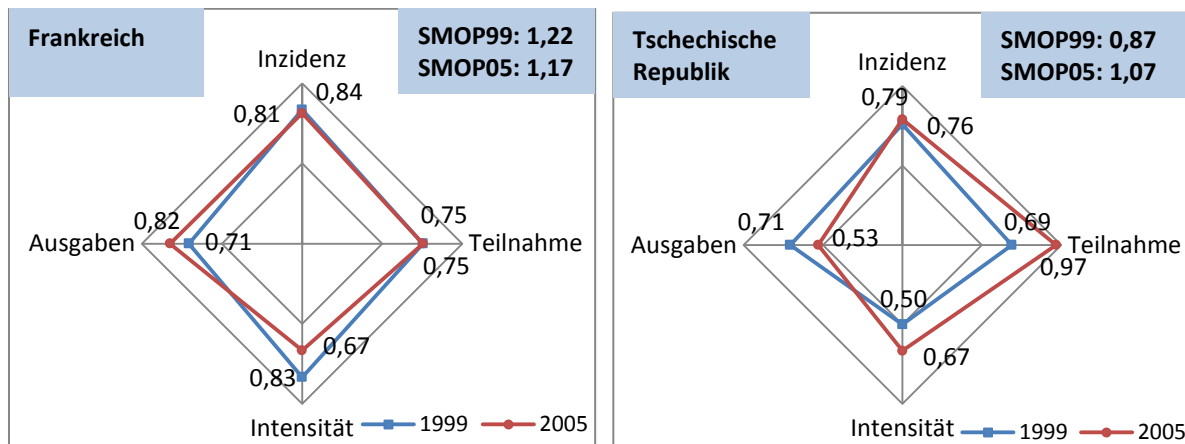 Frankreich
SMOP99: 1,22
SMOP05: 1,17
Inzidenz
0,84
0,81
0,82
0,75
Ausgaben
0,71
Teilnahme
0,75
0,67
0,83
Intensität
1999
2005
Tschechische
Republik
SMOP99: 0,87
SMOP05: 1,07
Inzidenz
0,79
0,76
0,71
0,69
Ausgaben
0,53
Teilnahme
0,97
0,50
0,67
Intensität
1999
2005